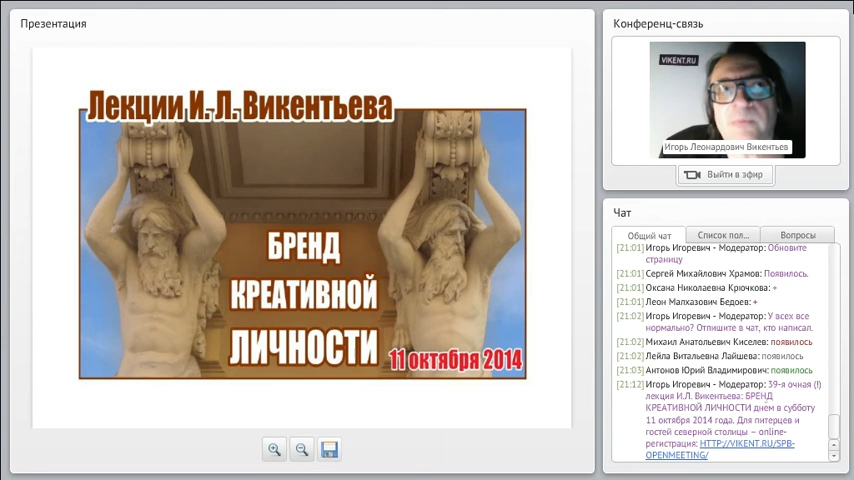 Презентация
Лекции И. Л. Викентьева
БРЕНД
КРЕАТИВНОЙ
ЛИЧНОСТИ
11 октября 2014
Конференц-связь
VIKENT.RU
Игорь Леонардович Викентьев
Выйти в эфир
Чат
Общий чат
Список пол...
Вопросы
[21:01] Игорь Игоревич - Модератор: Обновите
страницу
[21:01] Сергей Михайлович Храмов: Появилось.
[21:01] Оксана Николаевна Крючкова: +
[21:01] Леон Малхазович Бедоев: +
[21:02] Игорь Игоревич - Модератор: У всех все
нормально? Отпишите в чат, кто написал.
[21:02] Михаил Анатольевич Киселев: появилось
[21:02] Лейла Витальевна Лайшева: появилось
[21:03] Антонов Юрий Владимирович: появилось
[21:12] Игорь Игоревич - Модератор: 39-я очная (!)
лекция И.Л. Викентьева: БРЕНД
КРЕАТИВНОЙ ЛИЧНОСТИ днём в субботу
11 октября 2014 года. Для питерцев и
гостей северной столицы – online-
регистрация: HTTP://VIKENT.RU/SPB-
OPENMEETING/